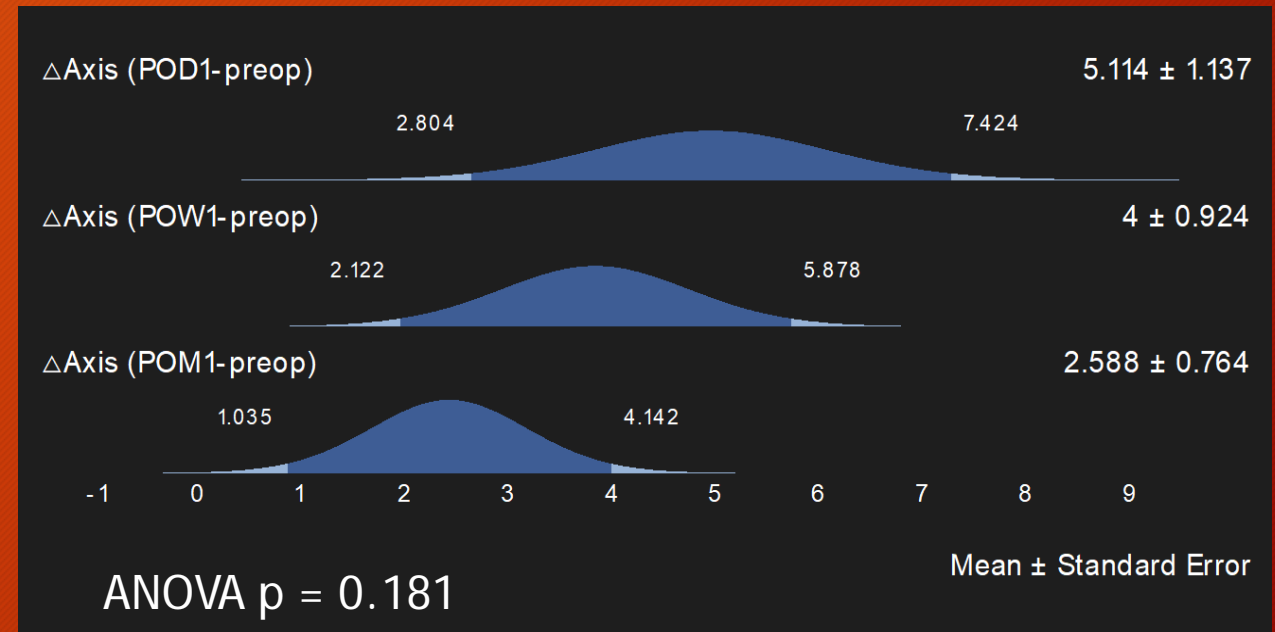 △Axis (POD1-preop) 5.114 ± 1.137
2.804 7.424
△Axis (POW1-preop) 4 ± 0.924
2.122 5.878
△Axis (POM1-preop) 2.588 ± 0.764
1.035 4.142
-1 0 1 2 3 4 5 6 7 8 9
Mean ± Standard Error
ANOVA p = 0.181